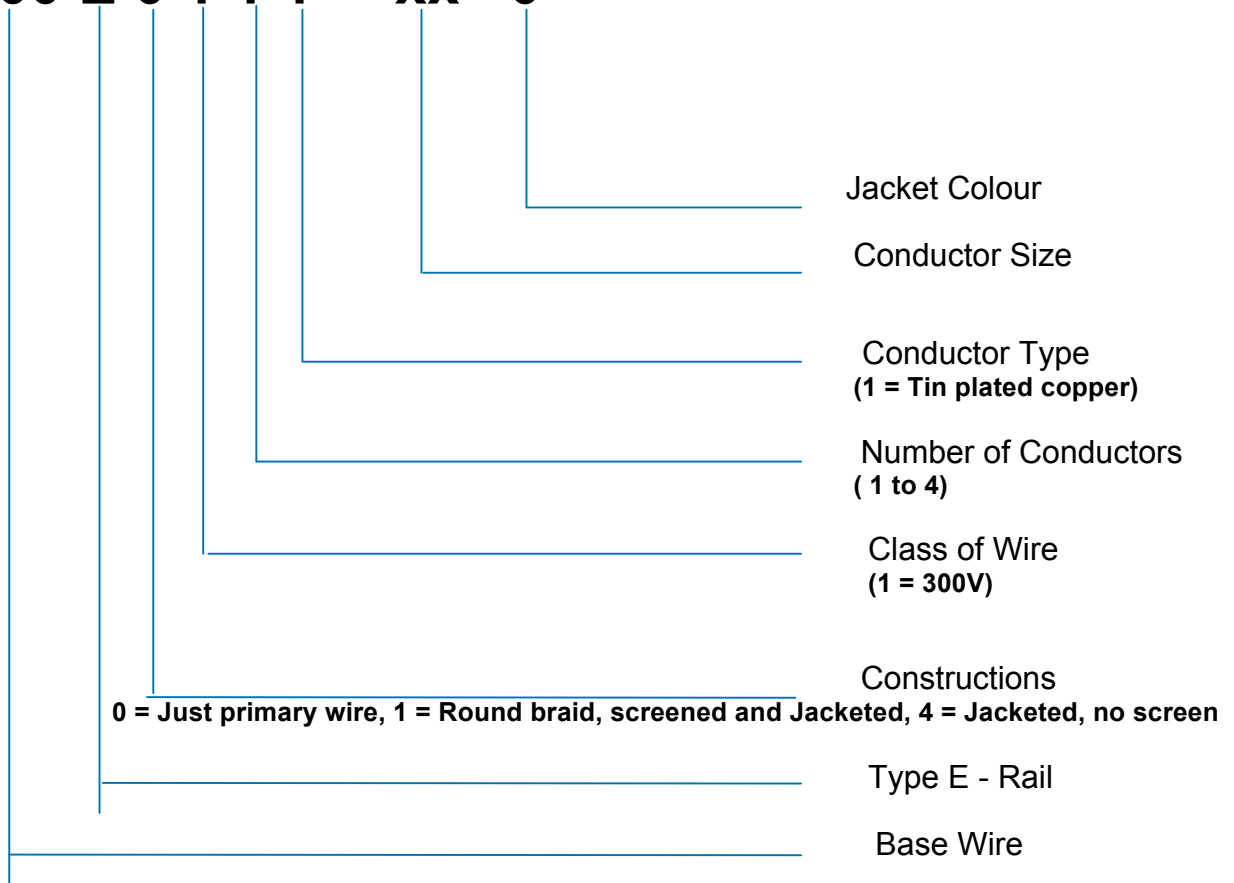 Jacket Colour
Conductor Size
Conductor Type
(1 = Tin plated copper)
Number of Conductors
( 1 to 4)
Class of Wire
(1 = 300V)
Constructions
0 = Just primary wire, 1 = Round braid, screened and Jacketed, 4 = Jacketed, no screen
Type E - Rail
Base Wire